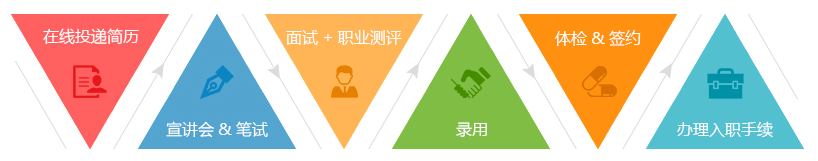 在线投递简历
宣讲会 & 笔试
面试 + 职业测评
录用
体检 & 签约
办理入职手续